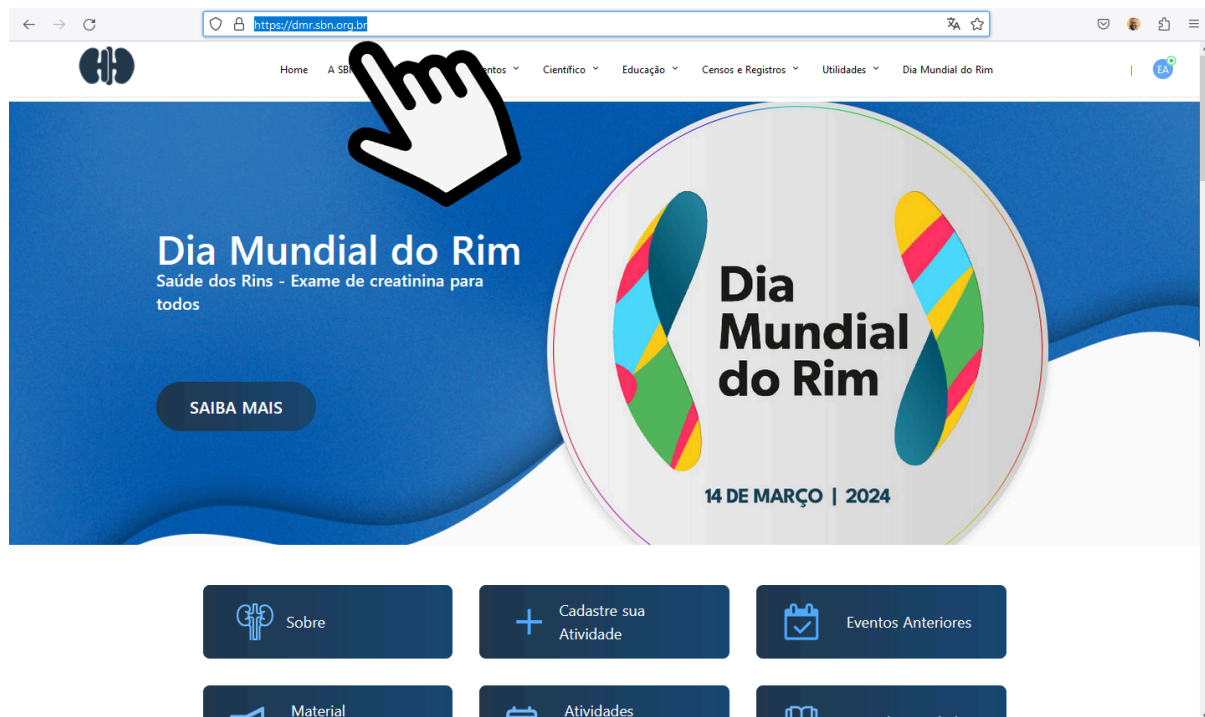 https://dmr.sbn.org.br
Home A SBN Científico Educação Censos e Registros Utilidades Dia Mundial do Rim
EA
Dia Mundial do Rim
Saúde dos Rins - Exame de creatinina para
todos
SAIBA MAIS
Dia
Mundial
do Rim
14 DE MARÇO | 2024
Sobre
Cadastre sua
Atividade
Eventos Anteriores
Material
Atividades